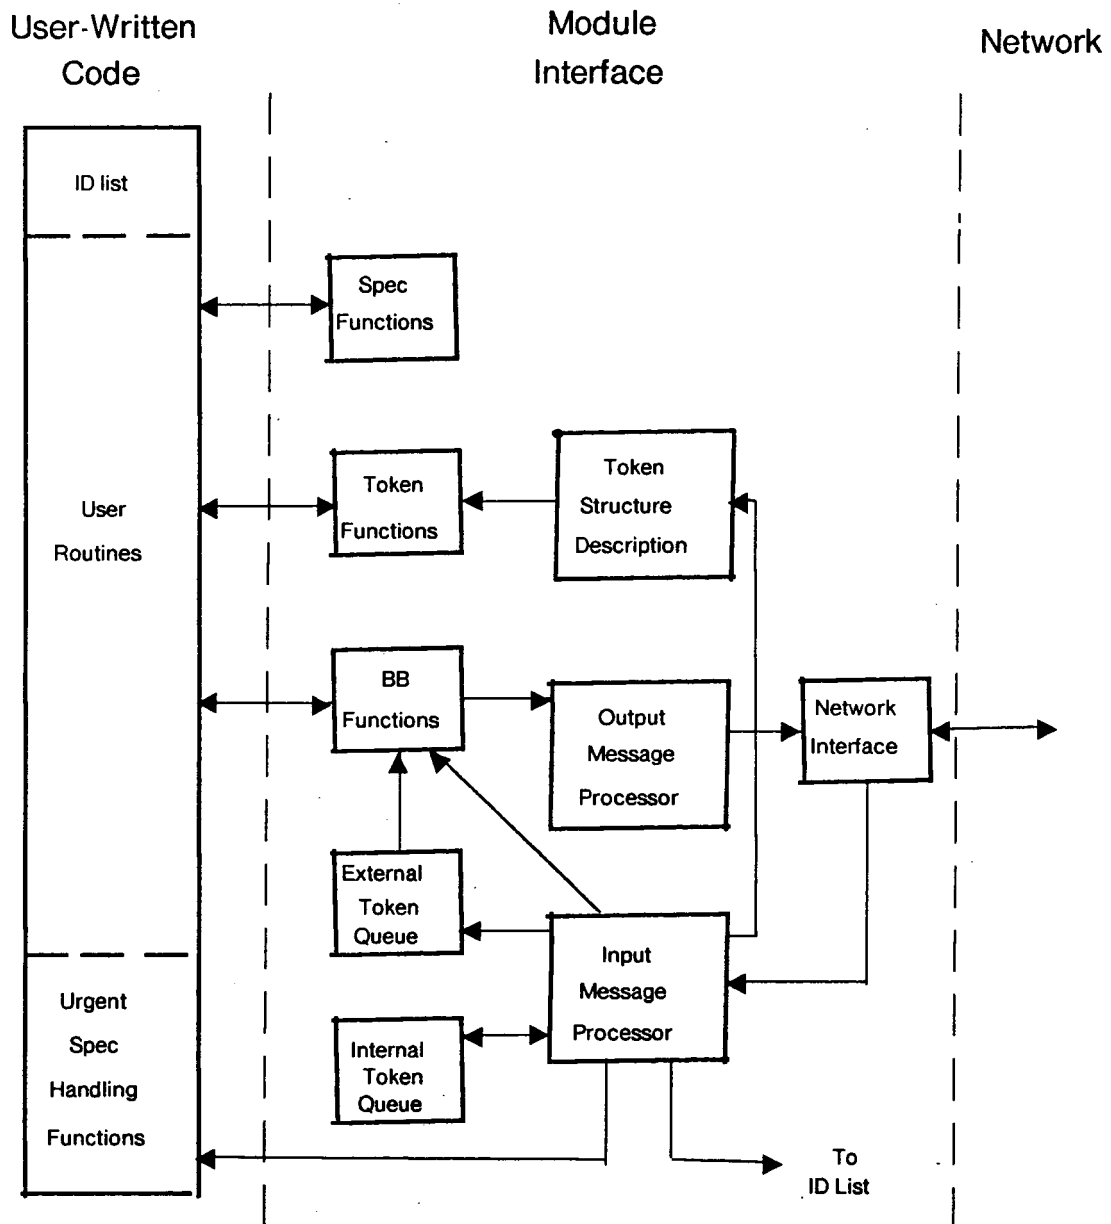 User-Written
Code
Module
Interface
Network
ID list
Spec
Functions
User
Routines
Token
Functions
Token
Structure
Description
BB
Functions
Output
Message
Processor
Network
Interface
External
Token
Queue
Input
Message
Processor
Internal
Token
Queue
Urgent
Spec
Handling
Functions
To
ID List